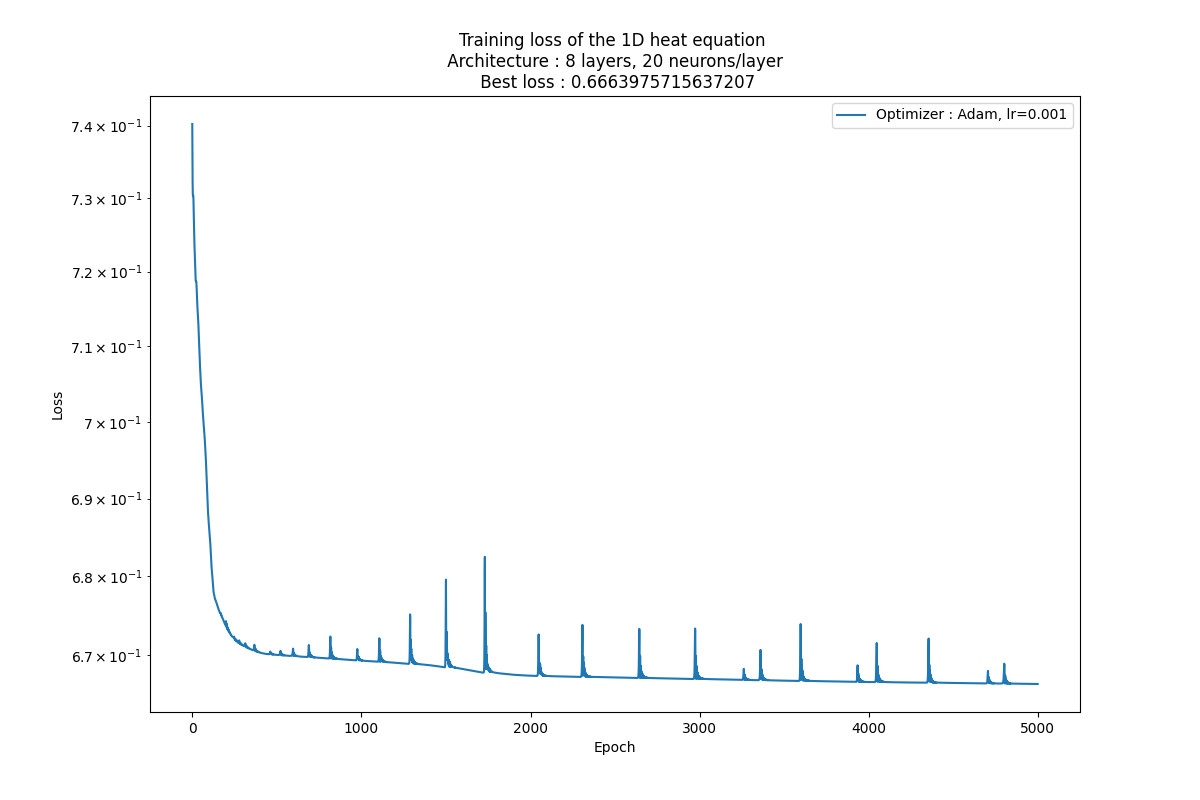 Training loss of the 1D heat equation
Architecture : 8 layers, 20 neurons/layer
Best loss : 0.6663975715637207
Optimizer : Adam, lr=0.001
7.4 × 10⁻¹
7.3 × 10⁻¹
7.2 × 10⁻¹
7.1 × 10⁻¹
7 × 10⁻¹
6.9 × 10⁻¹
6.8 × 10⁻¹
6.7 × 10⁻¹
Loss
0 1000 2000 3000 4000 5000
Epoch